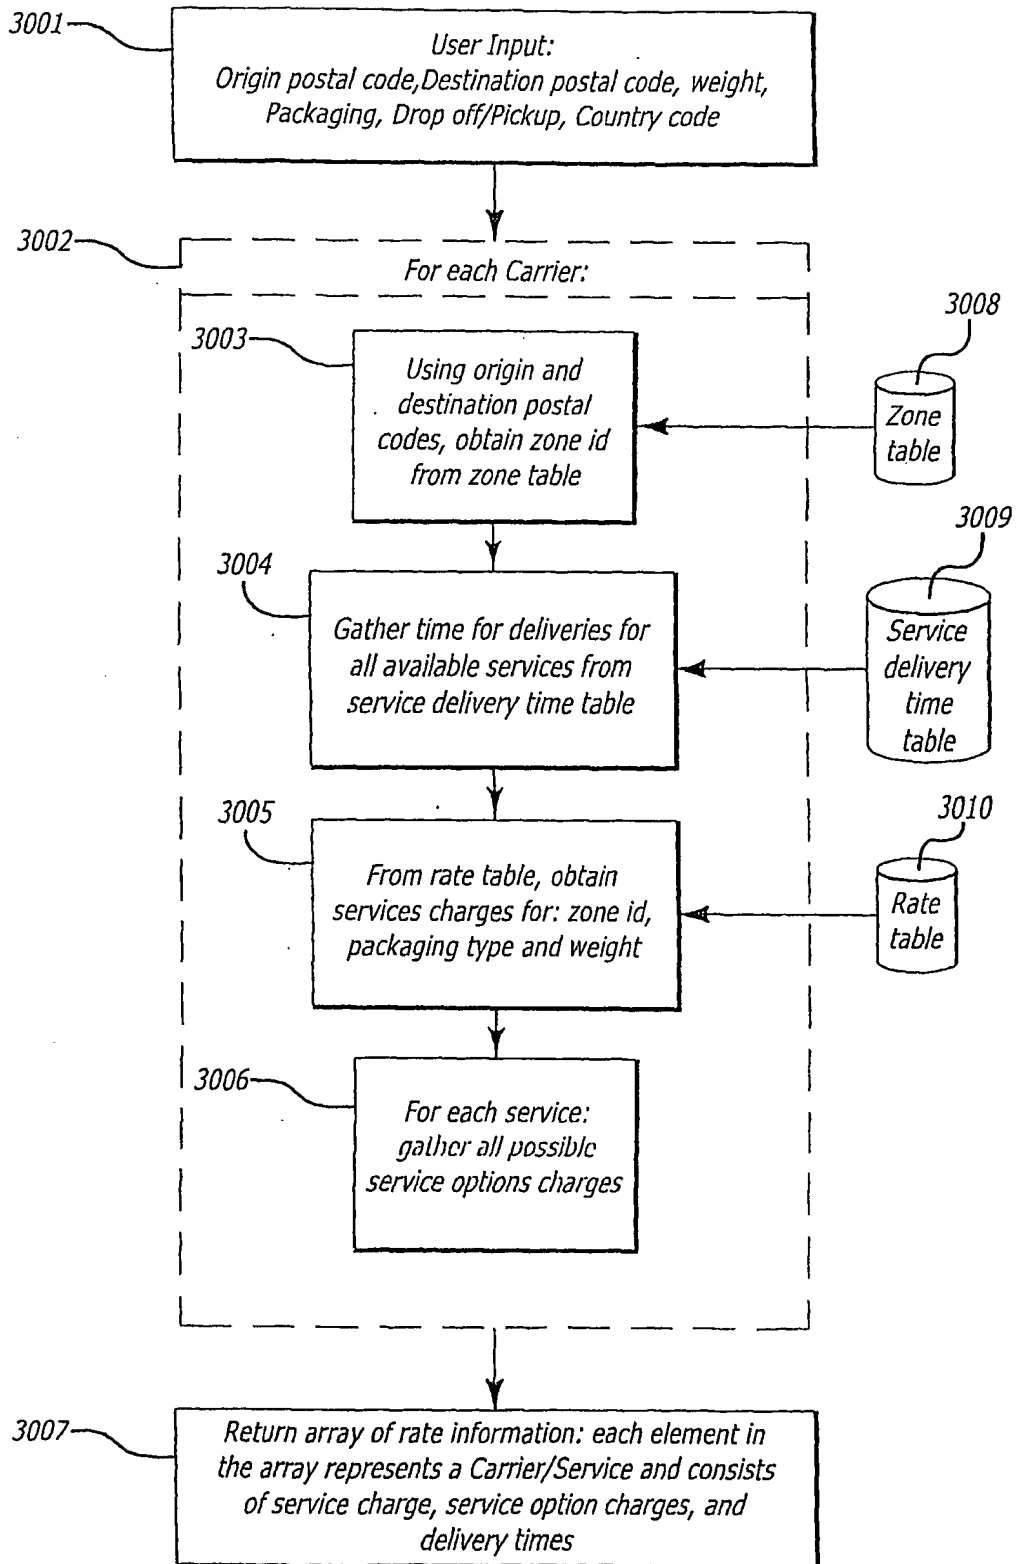 3001
User Input:
Origin postal code,Destination postal code, weight,
Packaging, Drop off/Pickup, Country code
3002
For each Carrier:
3003
Using origin and
destination postal
codes, obtain zone id
from zone table
3008
Zone
table
3004
Gather time for deliveries for
all available services from
service delivery time table
3009
Service
delivery
time
table
3005
From rate table, obtain
services charges for: zone id,
packaging type and weight
3010
Rate
table
3006
For each service:
gather all possible
service options charges
3007
Return array of rate information: each element in
the array represents a Carrier/Service and consists
of service charge, service option charges, and
delivery times